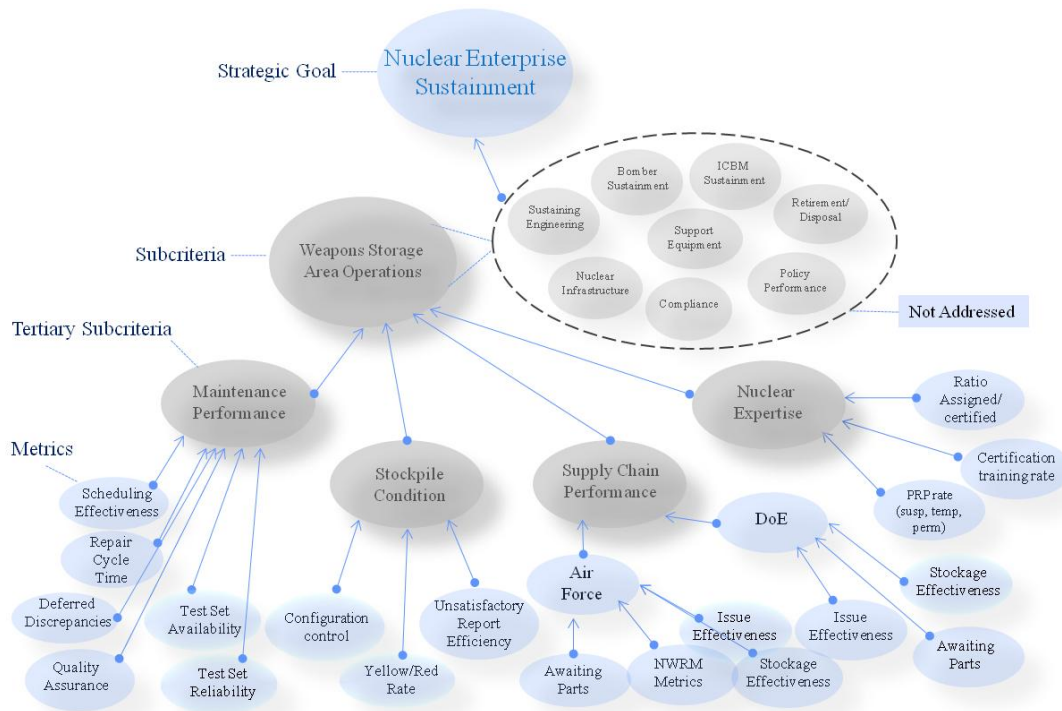 Nuclear Enterprise
Sustainment
Strategic Goal
Bomber
Sustainment
ICBM
Sustainment
Retirement/
Disposal
Sustaining
Engineering
Support
Equipment
Weapons Storage
Area Operations
Subcriteria
Nuclear
Infrastructure
Policy
Performance
Compliance
Not Addressed
Tertiary Subcriteria
Maintenance
Performance
Nuclear
Expertise
Ratio
Assigned/
certified
Metrics
Stockpile
Condition
Supply Chain
Performance
Certification
training rate
Scheduling
Effectiveness
PRP rate
(susp, temp,
perm)
DoE
Repair
Cycle
Time
Air
Force
Stockage
Effectiveness
Deferred
Discrepancies
Test Set
Availability
Configuration
control
Unsatisfactory
Report
Efficiency
Issue
Effectiveness
Issue
Effectiveness
Awaiting
Parts
Quality
Assurance
Test Set
Reliability
Yellow/Red
Rate
Awaiting
Parts
NWRM
Metrics
Stockage
Effectiveness